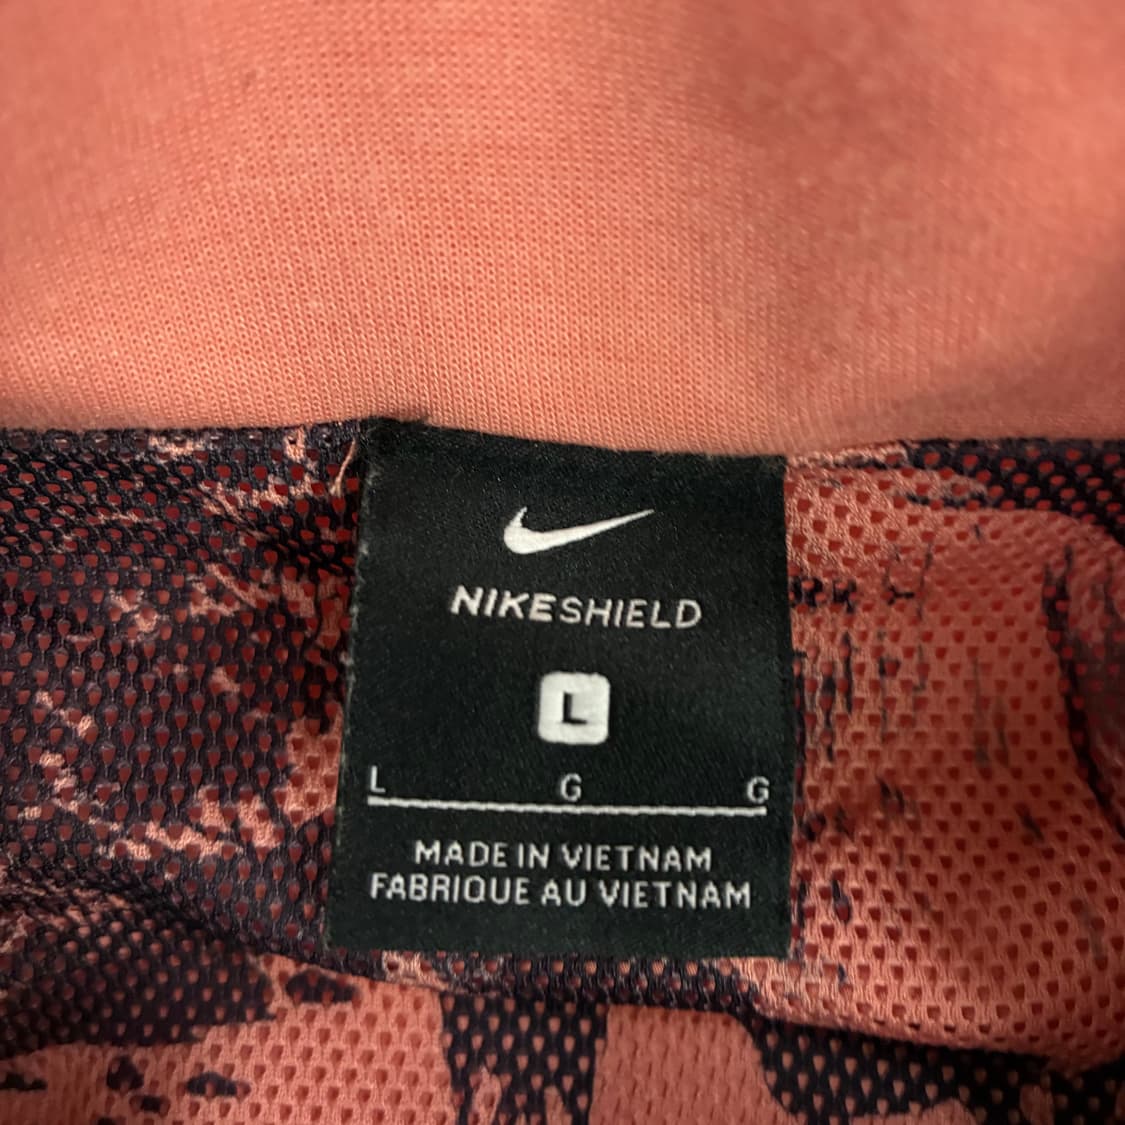 NIKESHIELD
L
L G G
MADE IN VIETNAM
FABRIQUE AU VIETNAM